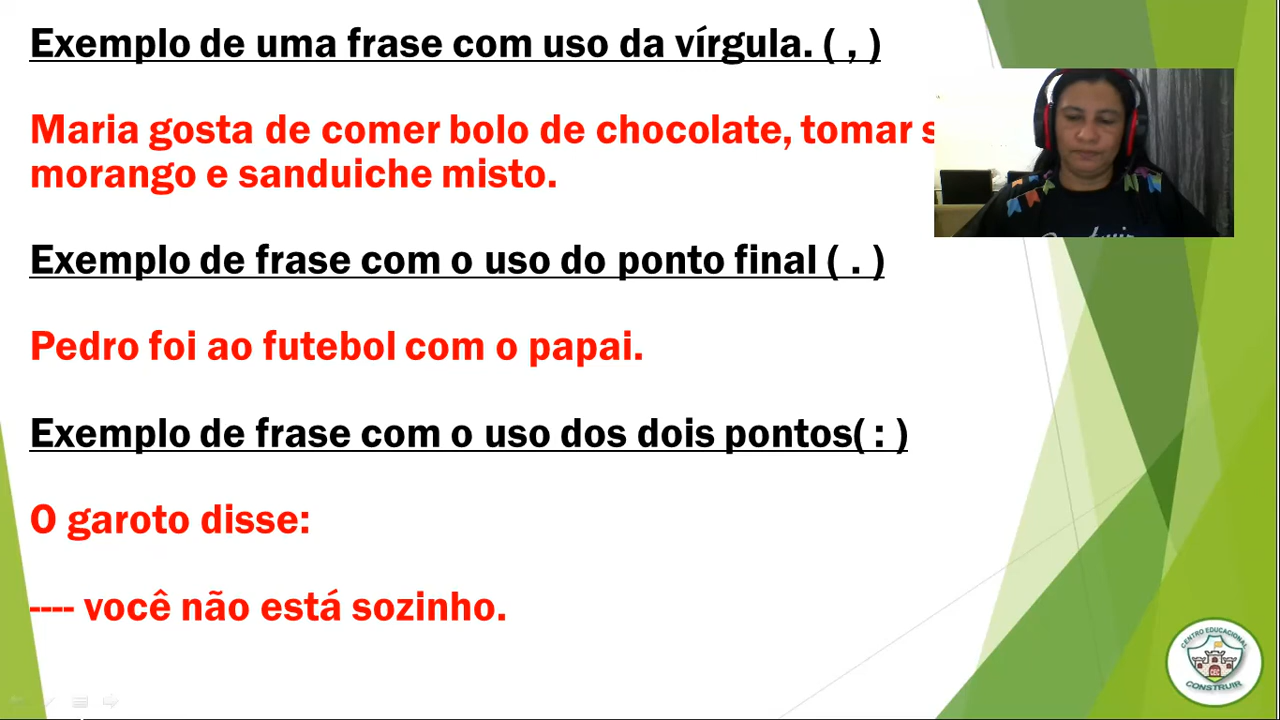 Exemplo de uma frase com uso da vírgula. ( , )
Maria gosta de comer bolo de chocolate, tomar s
morango e sanduiche misto.
Exemplo de frase com o uso do ponto final ( . )
Pedro foi ao futebol com o papai.
Exemplo de frase com o uso dos dois pontos( : )
O garoto disse:
---- você não está sozinho.
CENTRO EDUCACIONAL
CEC
CONSTRUIR